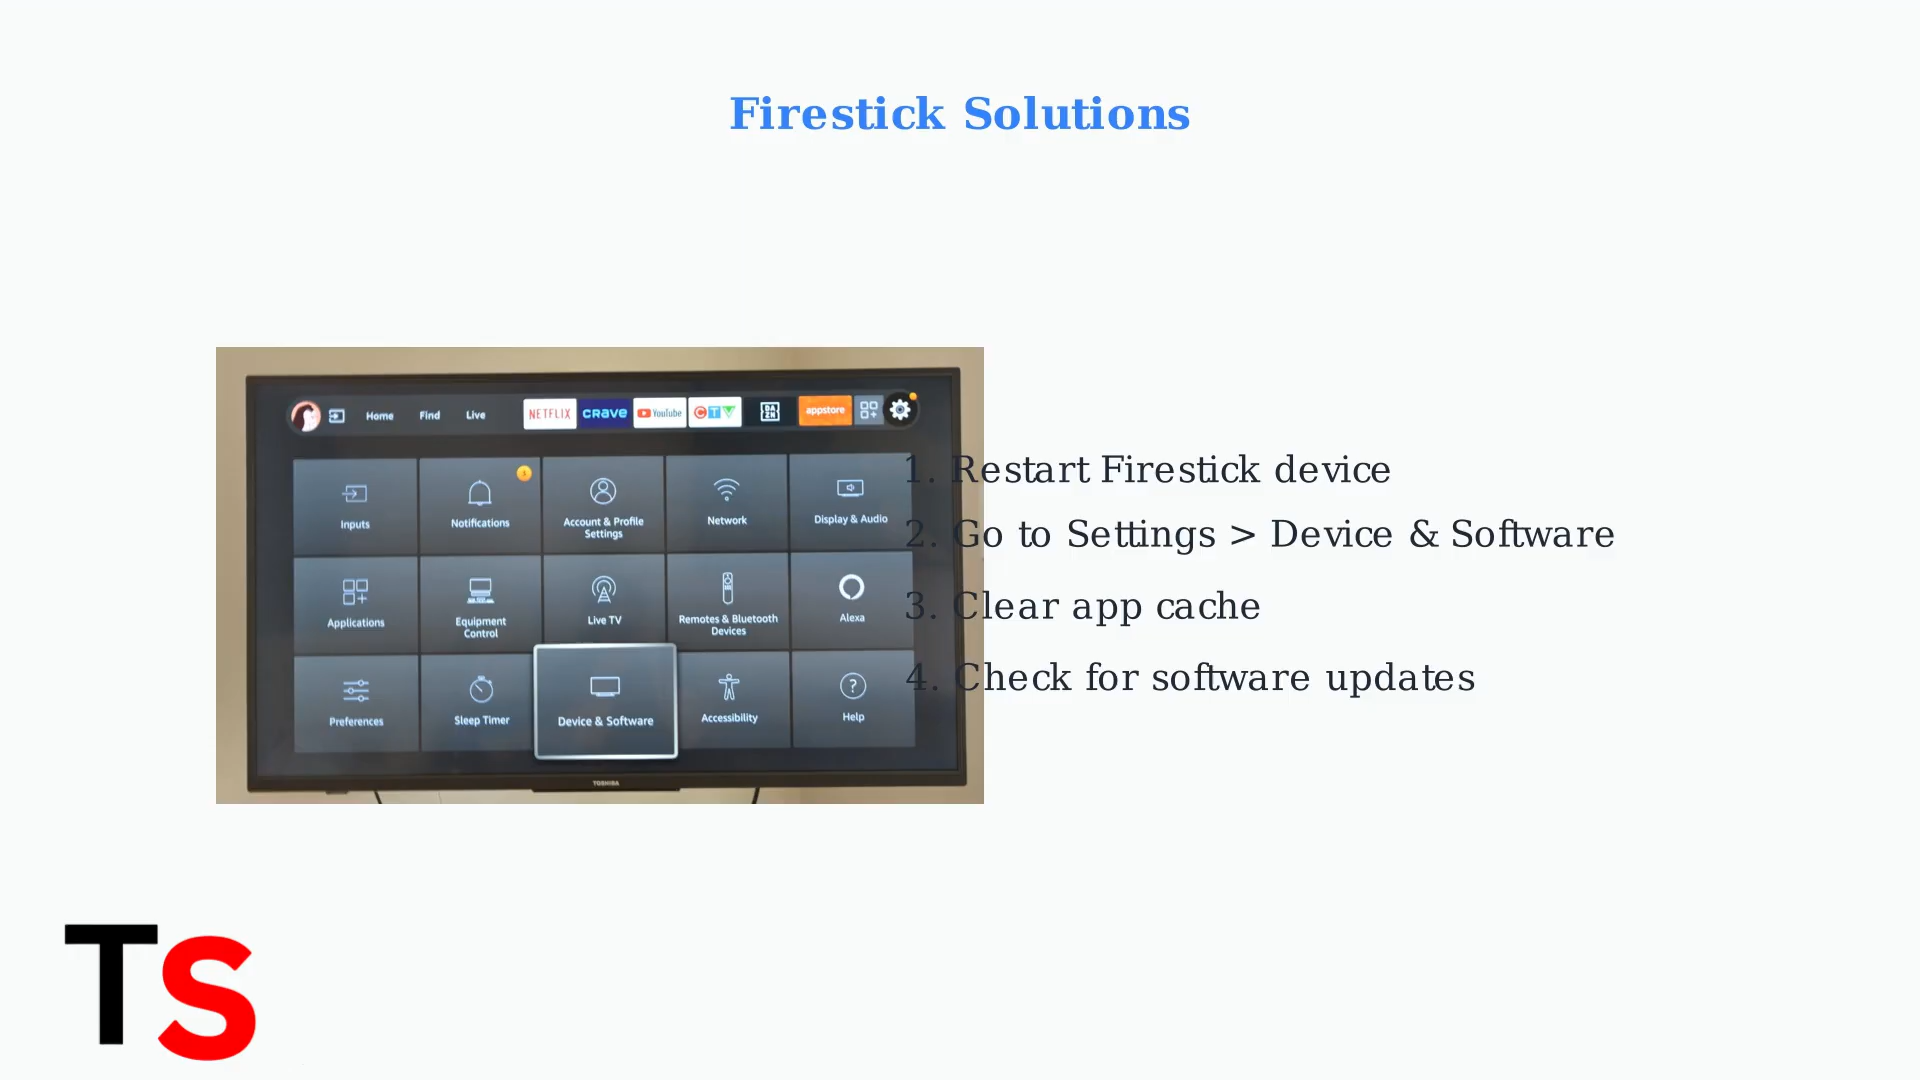 Firestick Solutions
Home Find Live NETFLIX CRAVE YouTube CTV DAZN appstore
Inputs
Notifications
Account & Profile
Settings
Network
Display & Audio
Applications
Equipment
Control
Live TV
Remotes & Bluetooth
Devices
Alexa
Preferences
Sleep Timer
Device & Software
Accessibility
?
Help
TOSHIBA
1. Restart Firestick device
2. Go to Settings > Device & Software
3. Clear app cache
4. Check for software updates
TS